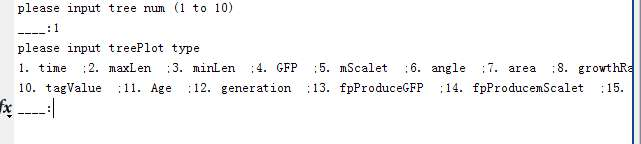 please input tree num (1 to 10)
____:1
please input treePlot type
1. time ;2. maxLen ;3. minLen ;4. GFP ;5. mScalet ;6. angle ;7. area ;8. growthRa
10. tagValue ;11. Age ;12. generation ;13. fpProduceGFP ;14. fpProducemScalet ;15.
fx ____: